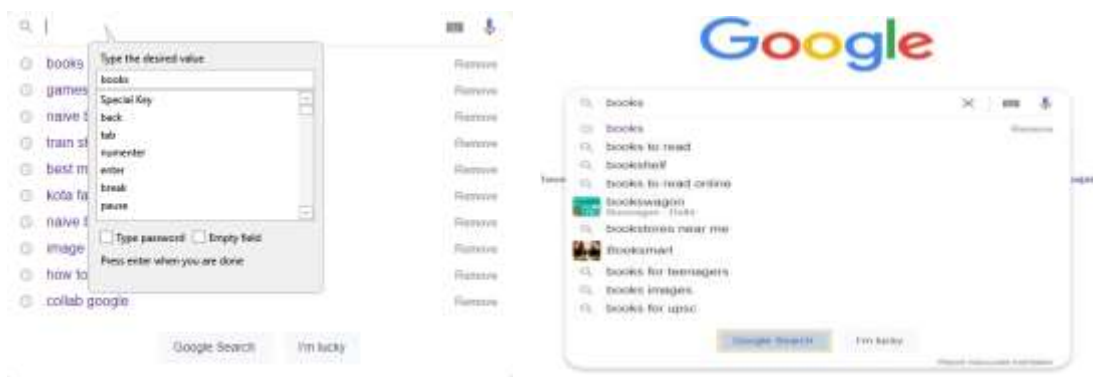 books Remove
games Remove
naive Remove
train Remove
best Remove
kota Remove
naive Remove
image Remove
how to Remove
collab google Remove
Google Search I'm lucky
Type the desired value
books
Special Key
back
tab
numenter
enter
break
pause
Type password Empty field
Press enter when you are done
Google
books
books Remove
books to read
bookshelf
books to read online
bookswagon
bookstores near me
Booksmart
books for teenagers
books images
books for upsc
Google Search I'm lucky